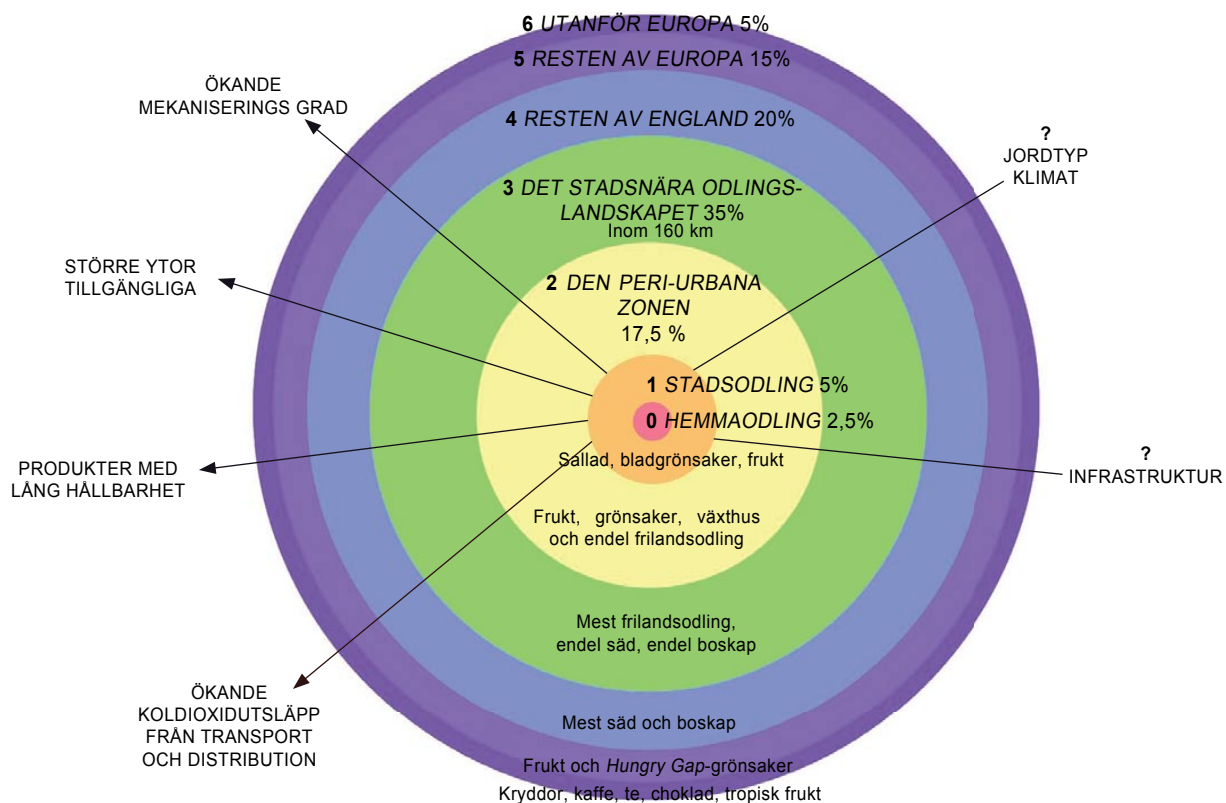 6 UTANFÖR EUROPA 5%
5 RESTEN AV EUROPA 15%
4 RESTEN AV ENGLAND 20%
3 DET STADSNÄRA ODLINGS-
LANDSKAPET 35%
Inom 160 km
2 DEN PERI-URBANA
ZONEN
17,5 %
1 STADSODLING 5%
0 HEMMAODLING 2,5%
Sallad, bladgrönsaker, frukt
Frukt, grönsaker, växthus
och endel frilandsodling
Mest frilandsodling,
endel säd, endel boskap
Mest säd och boskap
Frukt och Hungry Gap-grönsaker
Kryddor, kaffe, te, choklad, tropisk frukt
ÖKANDE
MEKANISERINGS GRAD
STÖRRE YTOR
TILLGÄNGLIGA
PRODUKTER MED
LÅNG HÅLLBARHET
ÖKANDE
KOLDIOXIDUTSLÄPP
FRÅN TRANSPORT
OCH DISTRIBUTION
?
JORDTYP
KLIMAT
?
INFRASTRUKTUR